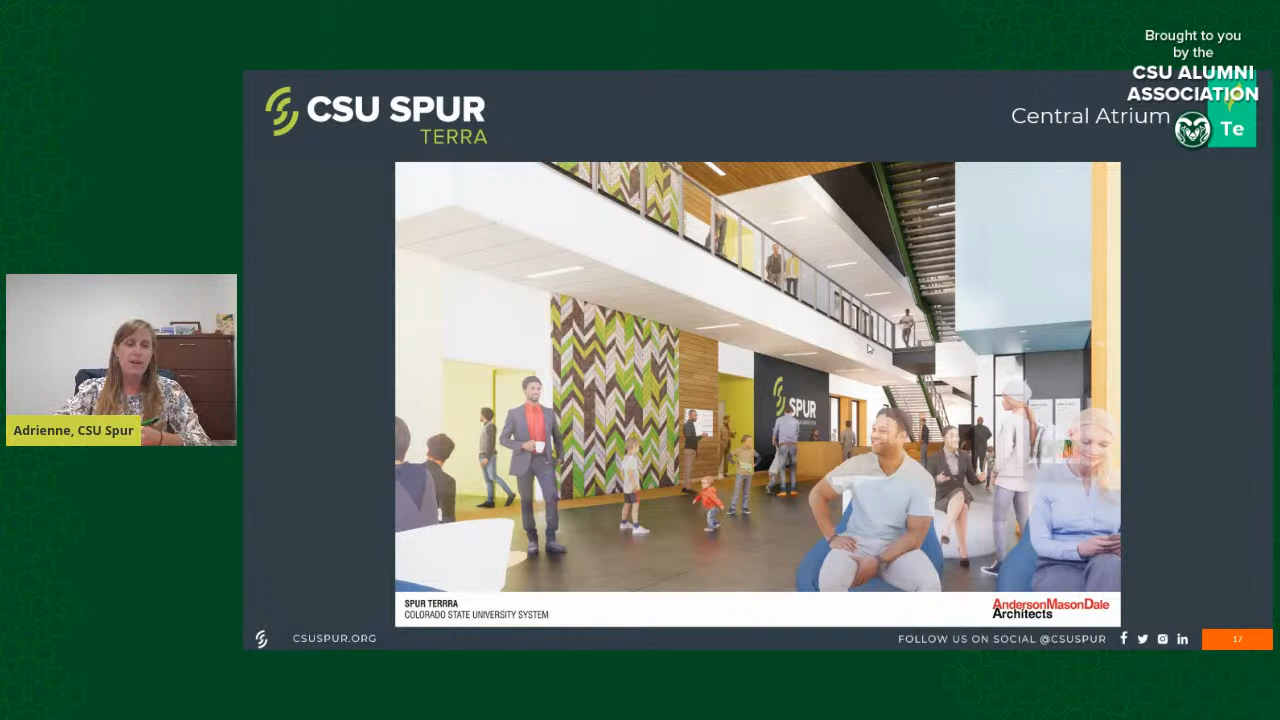 Brought to you
by the
CSU ALUMNI
ASSOCIATION
CSU SPUR
TERRA
Central Atrium
Te
SPUR
Adrienne, CSU Spur
SPUR TERRRA
COLORADO STATE UNIVERSITY SYSTEM
AndersonMasonDale
Architects
CSUSPUR.ORG
FOLLOW US ON SOCIAL @CSUSPUR
17